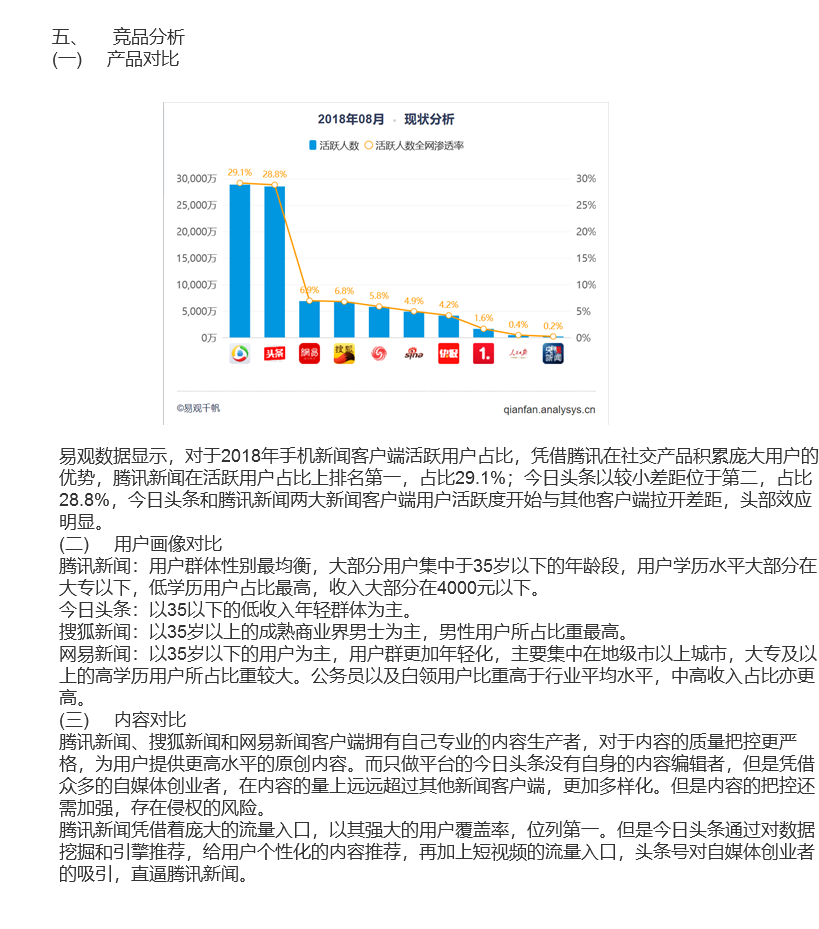 五、 竞品分析
(一) 产品对比
2018年08月 · 现状分析
活跃人数 活跃人数全网渗透率
29.1% 28.8%
30,000万 30%
25,000万 25%
20,000万 20%
15,000万 15%
10,000万 10%
6.9% 6.8% 5.8% 4.9% 4.2% 1.6% 0.4% 0.2%
5,000万 5%
0万 0%
头条 網易 搜狐 sina 快报 1. 人民日报 新闻
©易观千帆 qianfan.analysys.cn
易观数据显示，对于2018年手机新闻客户端活跃用户占比，凭借腾讯在社交产品积累庞大用户的
优势，腾讯新闻在活跃用户占比上排名第一，占比29.1%；今日头条以较小差距位于第二，占比
28.8%，今日头条和腾讯新闻两大新闻客户端用户活跃度开始与其他客户端拉开差距，头部效应
明显。
(二) 用户画像对比
腾讯新闻：用户群体性别最均衡，大部分用户集中于35岁以下的年龄段，用户学历水平大部分在
大专以下，低学历用户占比最高，收入大部分在4000元以下。
今日头条：以35以下的低收入年轻群体为主。
搜狐新闻：以35岁以上的成熟商业界男士为主，男性用户所占比重最高。
网易新闻：以35岁以下的用户为主，用户群更加年轻化，主要集中在地级市以上城市，大专及以
上的高学历用户所占比重较大。公务员以及白领用户比重高于行业平均水平，中高收入占比亦更
高。
(三) 内容对比
腾讯新闻、搜狐新闻和网易新闻客户端拥有自己专业的内容生产者，对于内容的质量把控更严
格，为用户提供更高水平的原创内容。而只做平台的今日头条没有自身的内容编辑者，但是凭借
众多的自媒体创业者，在内容的量上远远超过其他新闻客户端，更加多样化。但是内容的把控还
需加强，存在侵权的风险。
腾讯新闻凭借着庞大的流量入口，以其强大的用户覆盖率，位列第一。但是今日头条通过对数据
挖掘和引擎推荐，给用户个性化的内容推荐，再加上短视频的流量入口，头条号对自媒体创业者
的吸引，直逼腾讯新闻。